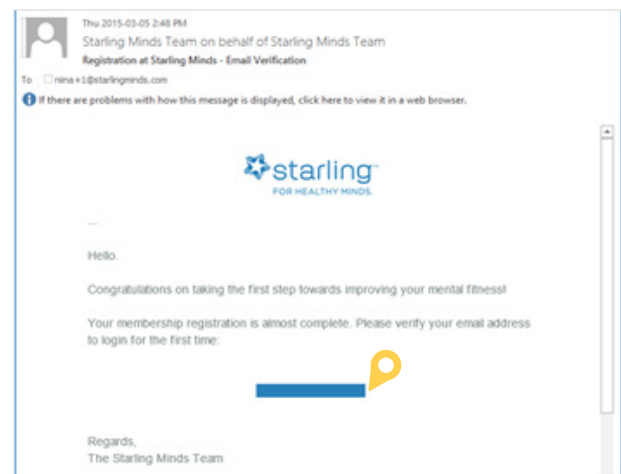 Thu 2015-03-05 2:48 PM
Starling Minds Team on behalf of Starling Minds Team
Registration at Starling Minds - Email Verification
To nina+1@starlingminds.com
If there are problems with how this message is displayed, click here to view it in a web browser.
starling™
FOR HEALTHY MINDS.
Hello.
Congratulations on taking the first step towards improving your mental fitness!
Your membership registration is almost complete. Please verify your email address
to login for the first time:
Regards,
The Starling Minds Team